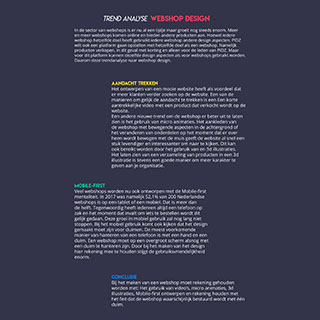 TREND ANALYSE WEBSHOP DESIGN
In de sector van webshops is er nu al een tijdje maar groeit nog steeds enorm. Meer
en meer webshops komen online en bieden andere producten aan. Hoewel iedere
webshop hetzelfde doel heeft gebruikt iedere webshop andere design aspecten. PIDZ
wilt ook een platform gaan opstellen met hetzelfde doel als een webshop. Namelijk
producten verkopen, in dit geval met korting en alleen voor de leden van PIDZ. Maar
voor dit platform kunnen dezelfde design aspecten als voor webshops gebruikt worden.
Daarom deze trendanalyse naar webshop design.
AANDACHT TREKKEN
Het ontwerpen van een mooie website heeft als voordeel dat
er meer klanten verder zoeken op de website. Een van de
manieren om gelijk de aandacht te trekken is een Een korte
aantrekkelijke video met een product dat verkocht wordt op de
website.
Een andere nieuwe trend om de webshop er beter uit te laten
zien is het gebruik van micro animaties. Het aankleden van
de webshop met bewegende aspecten in de achtergrond of
het veranderen van onderdelen op het moment dat er over
heen wordt bewogen met de muis geeft de website al snel een
stuk levendiger en interessanter om naar te kijken. Dit kan
ook bereikt worden door het gebruik van en 3d illustraties.
Het laten zien van een verzameling van producten in een 3d
illustratie is tevens een goede manier om meer karakter te
geven aan je organisatie.
MOBILE-FIRST
Veel webshops worden nu ook ontworpen met de Mobile-first
mentaliteit. In 2017 was namelijk 52,1% van 200 Nederlandse
webshops is op een tablet of een mobiel. Dat is meer dan
de helft. Tegenwoordig heeft iedereen altijd een telefoon op
zak en het moment dat invalt om iets te bestellen wordt dit
gelijk gedaan. Deze groei in mobiel gebruik zal nog lang niet
stoppen. Bij het mobiel gebruik komt ook kijken dat het design
gemaakt moet zijn voor duimen. De meest voorkomende
manier van hanteren van een telefoon is met een hand en een
duim. Een webshop moet op een overgroot scherm alsnog met
een duim te hanteren zijn. Door bij het maken van het design
hier rekening mee te houden stijgt de gebruiksvriendelijkheid
enorm.
CONCLUSIE
Bij het maken van een webshop moet rekening gehouden
worden met: Het gebruik van video's, micro animaties, 3d
illustraties, Mobile-first ontwerpen en rekening houden met
het feit dat de webshop waarschijnlijk bestuurd wordt met één
duim.